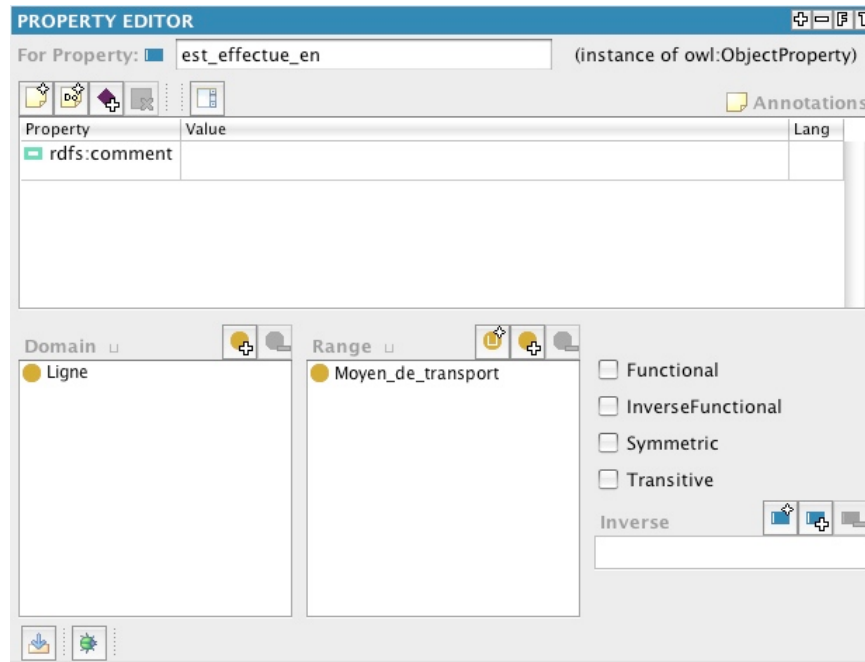 PROPERTY EDITOR
For Property: est_effectue_en (instance of owl:ObjectProperty)
Annotations
Property Value Lang
rdfs:comment
Domain Range
Ligne Moyen_de_transport
Functional
InverseFunctional
Symmetric
Transitive
Inverse